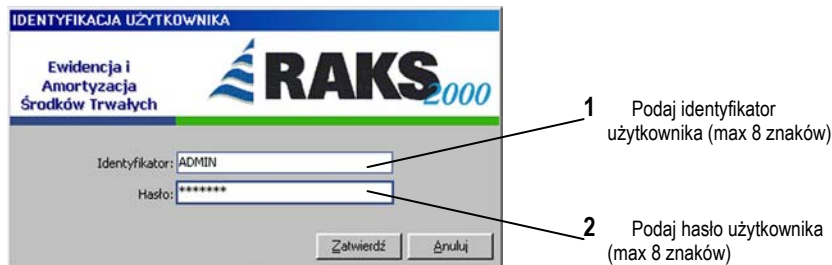 IDENTYFIKACJA UŻYTKOWNIKA
Ewidencja i
Amortyzacja
Środków Trwałych
RAKS2000
Identyfikator: ADMIN
Hasło: *******
Zatwierdź Anuluj
1 Podaj identyfikator
użytkownika (max 8 znaków)
2 Podaj hasło użytkownika
(max 8 znaków)